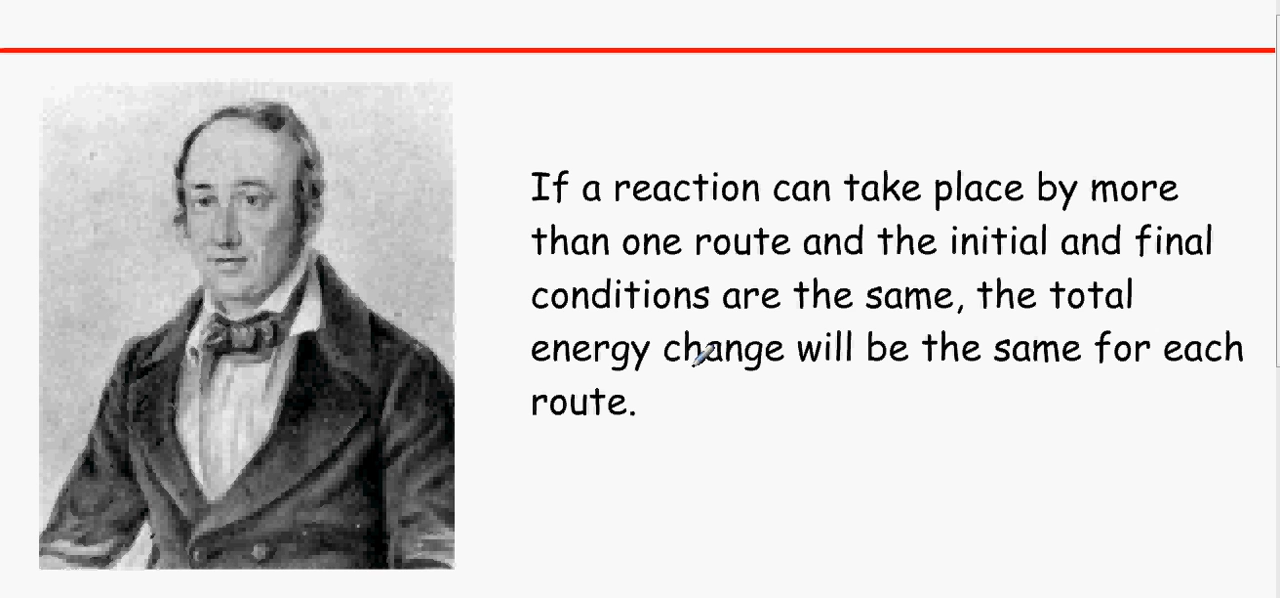 If a reaction can take place by more
than one route and the initial and final
conditions are the same, the total
energy change will be the same for each
route.